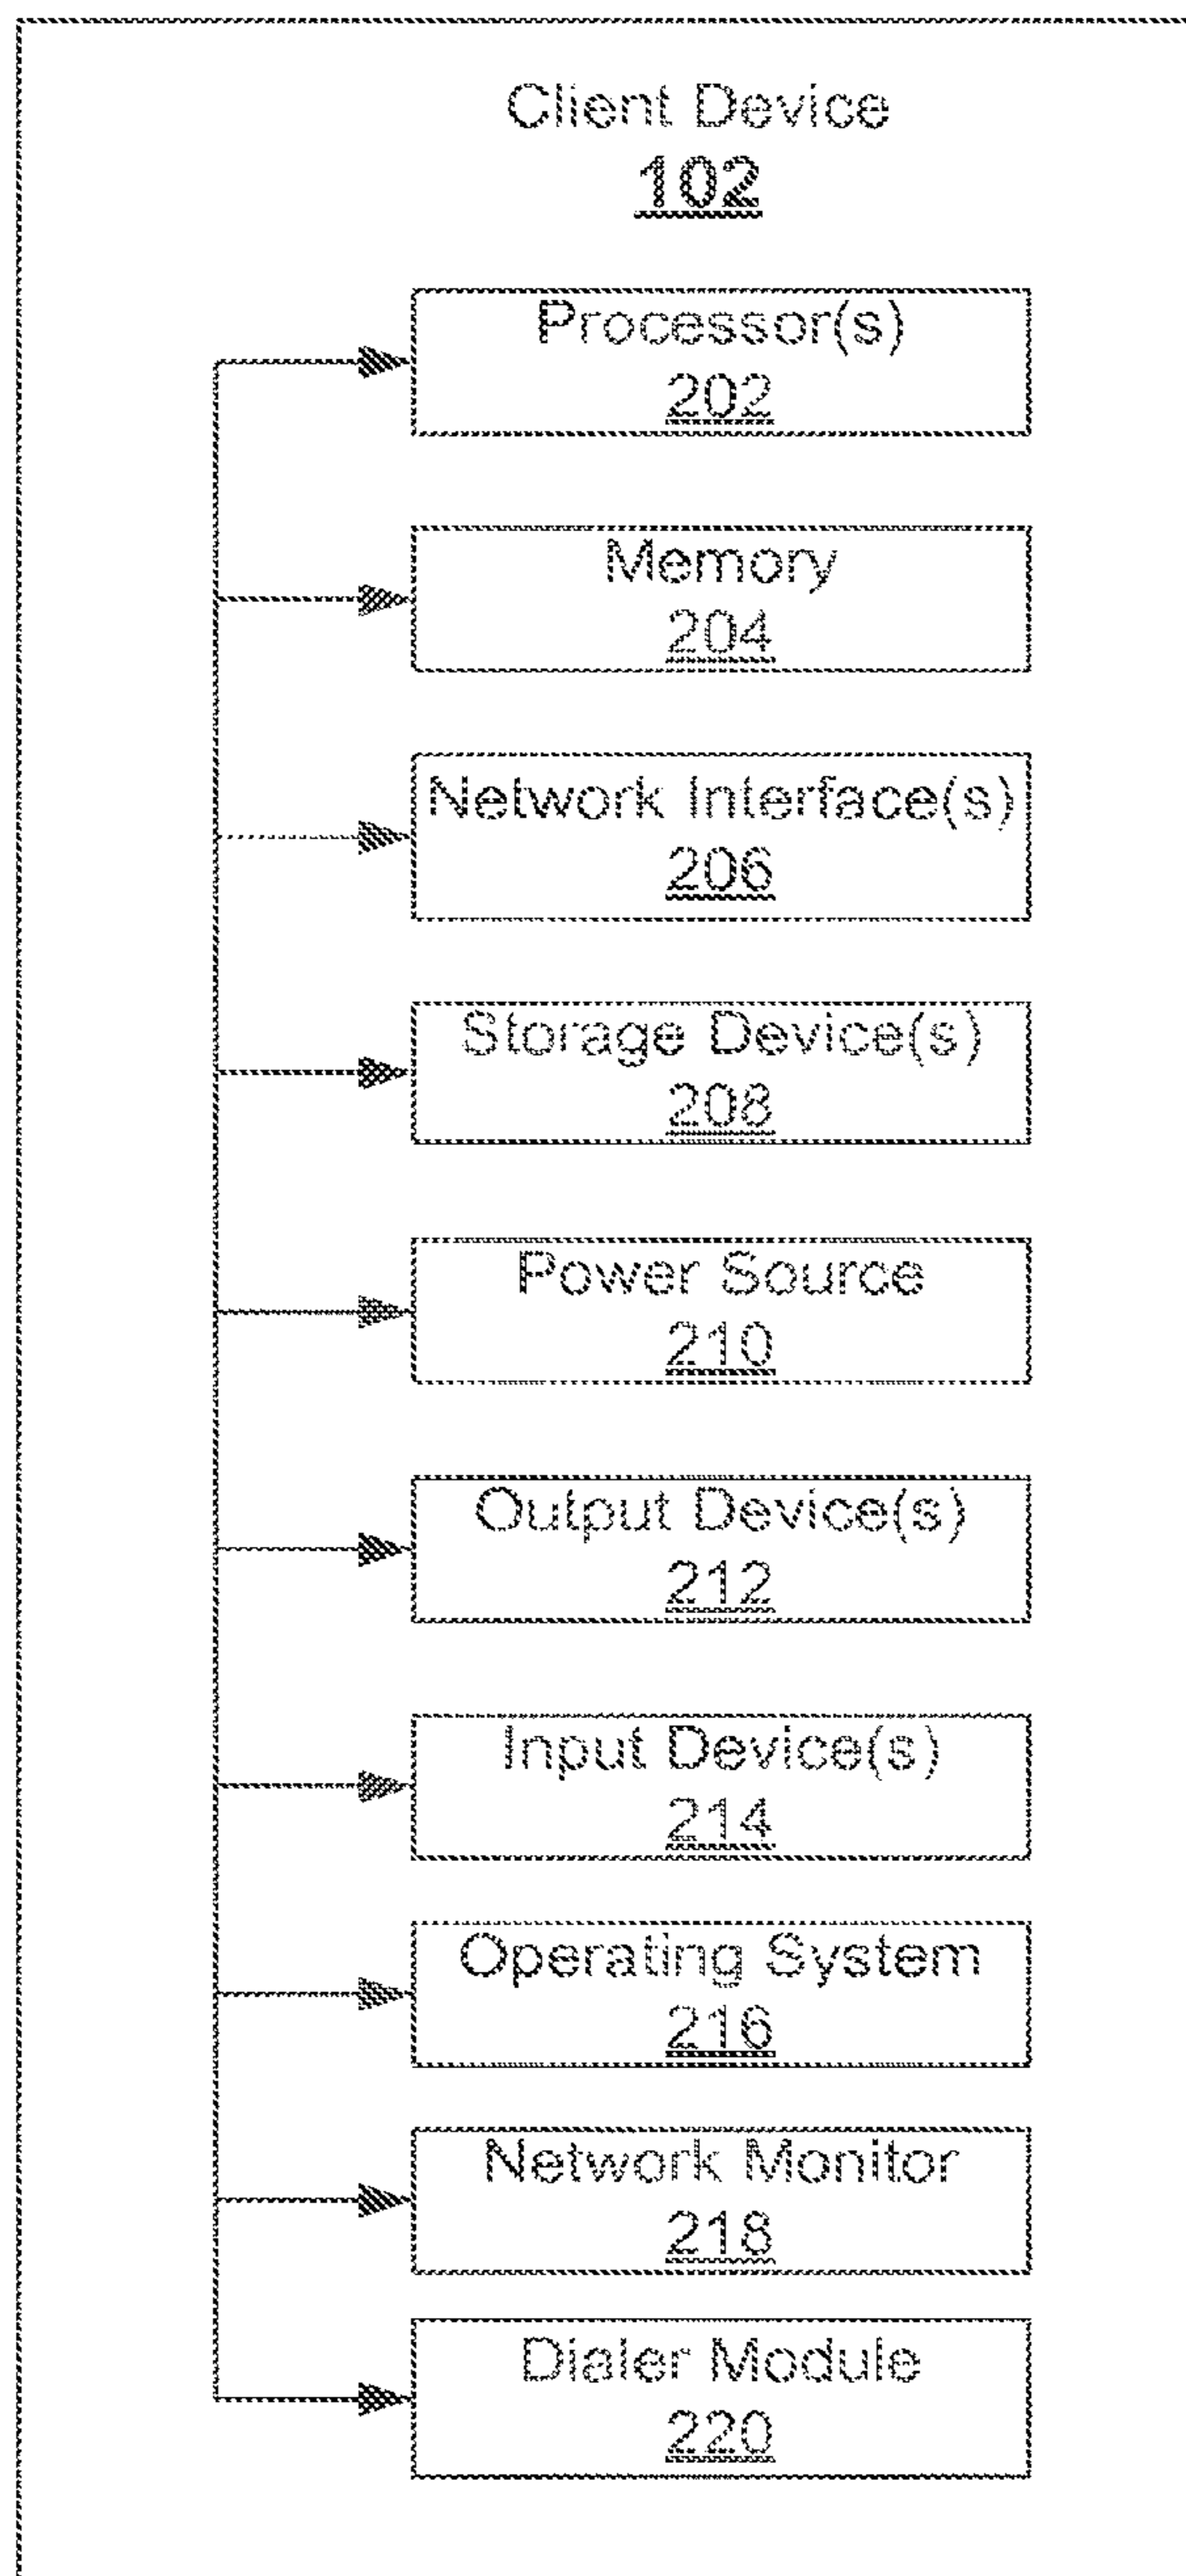 Client Device
102
Processor(s)
202
Memory
204
Network Interface(s)
206
Storage Device(s)
208
Power Source
210
Output Device(s)
212
Input Device(s)
214
Operating System
216
Network Monitor
218
Dialer Module
220